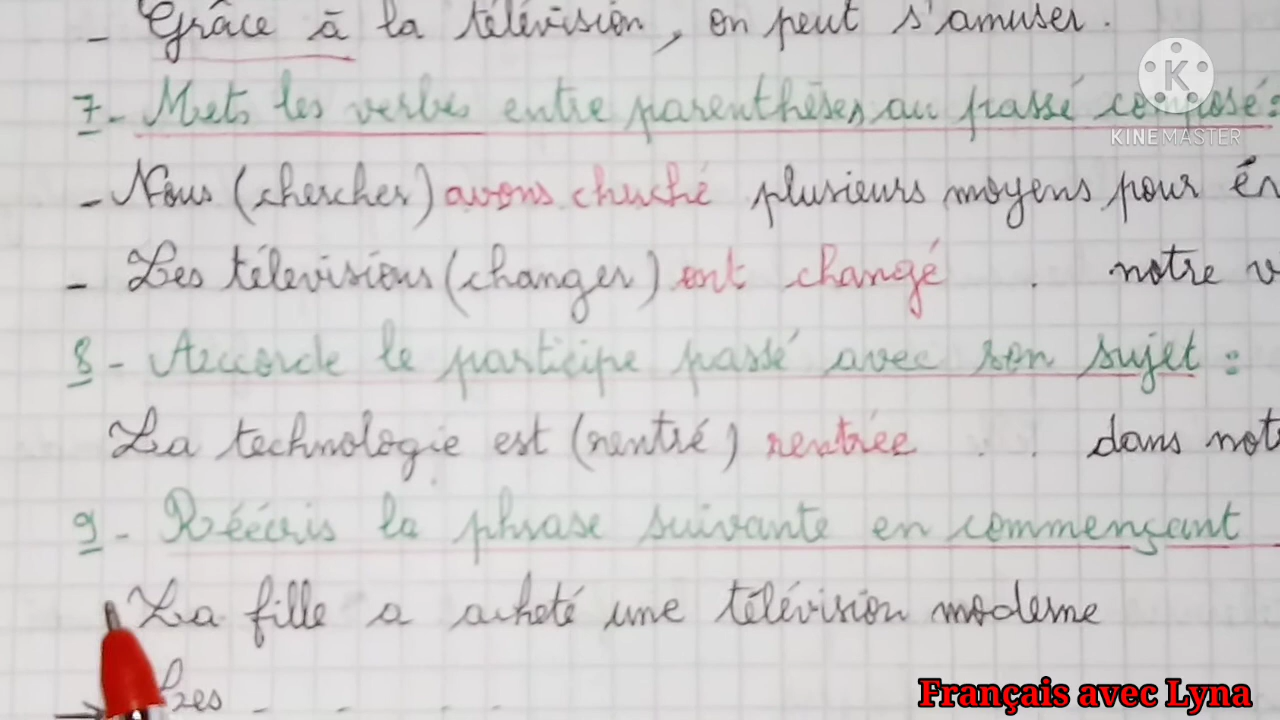 - Grâce à la télévision, on peut s'amuser.
7 - Mets les verbes entre parenthèses au passé composé:
- Nous (chercher) avons cherché plusieurs moyens pour
- Les télevisions (changer) ont changé . notre
8 - Accorde le participe passé avec son sujet :
La technologie est (rentré) rentrée . . dans
9 - Réécris la phrase suivante en commençant
La fille a acheté une télévision moderne
→ Les - - - -
Français avec Lyna
KINEMASTER